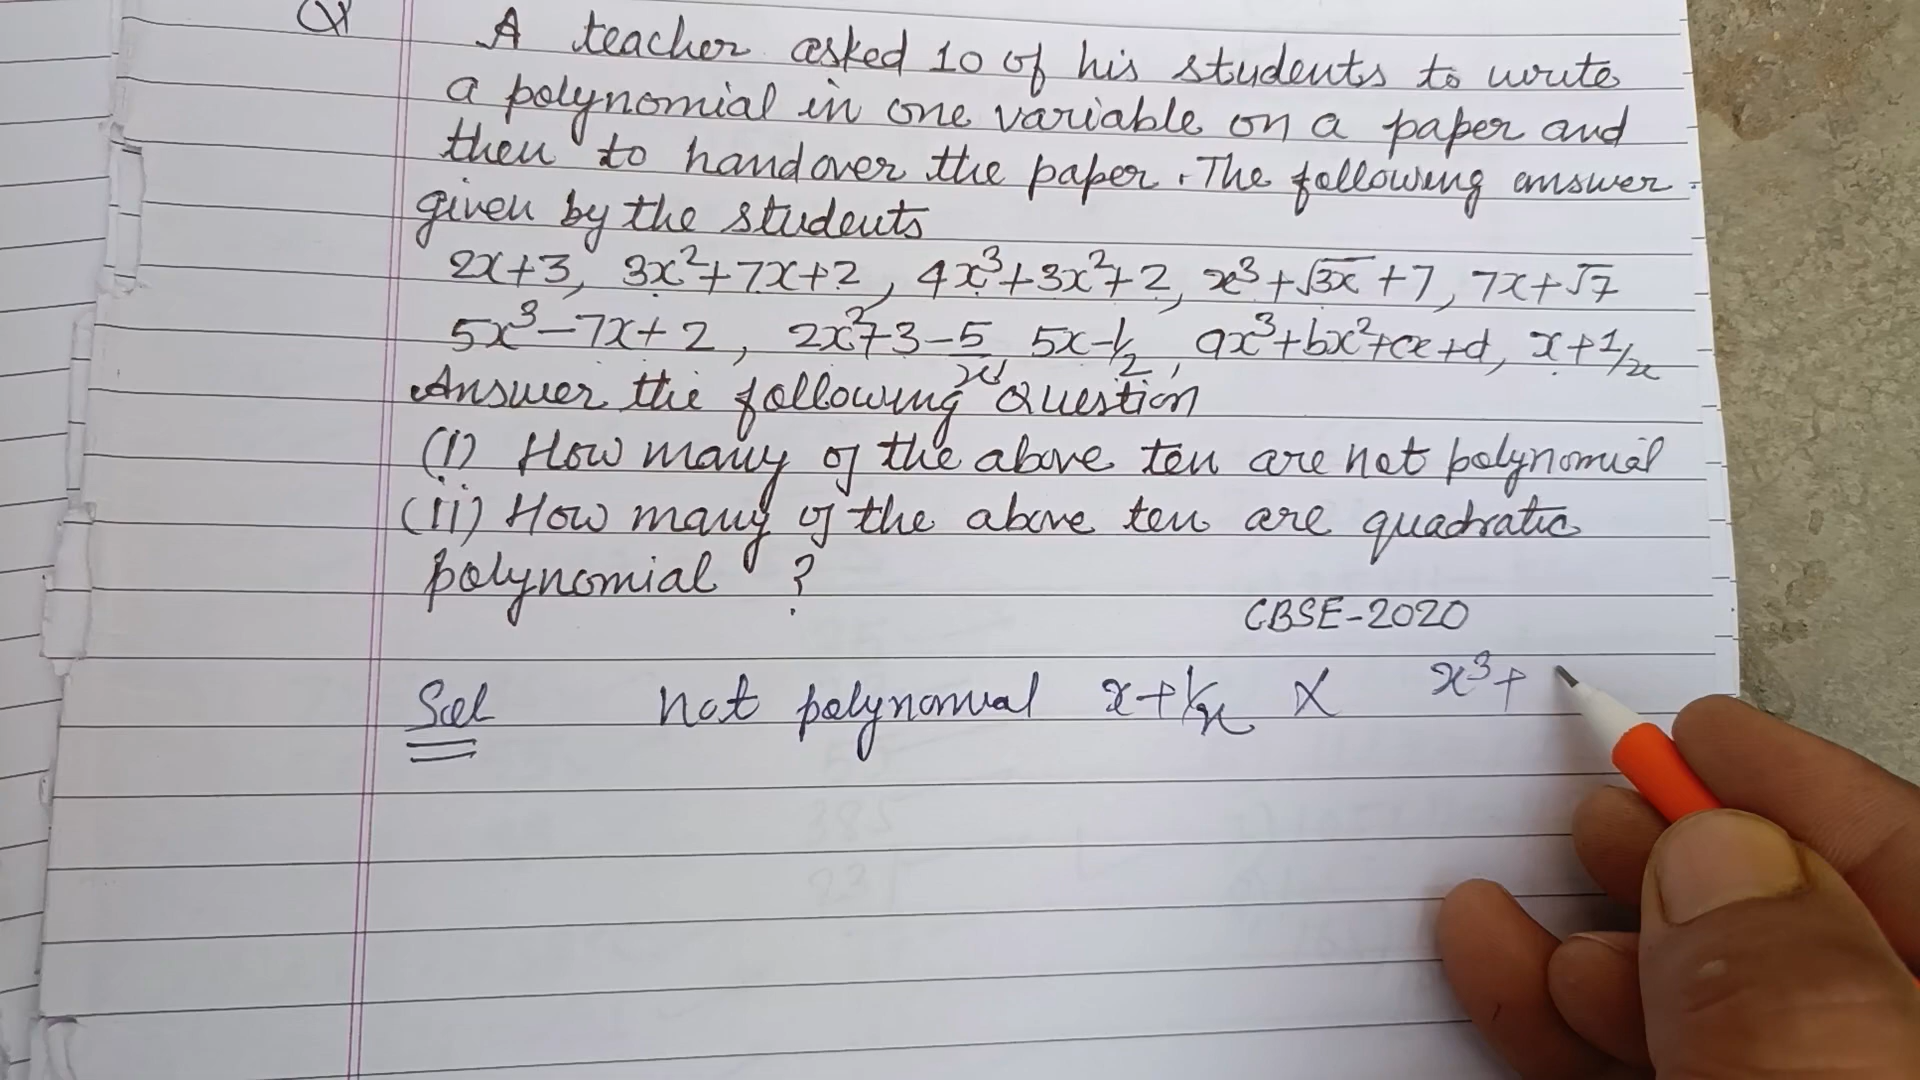 Q
A teacher asked 10 of his students to write
a polynomial in one variable on a paper and
then to handover the paper. The following answer
given by the students
2x+3, 3x²+7x+2, 4x³+3x²+2, x³+√3x+7, 7x+√7
5x³-7x+2, 2x²+3-5/x, 5x-1/2, ax³+bx²+cx+d, x+1/x
Answer the following Question
(i) How many of the above ten are not polynomial
(ii) How many of the above ten are quadratic
polynomial ?
CBSE-2020
Sol Not polynomial x+1/x X x³+